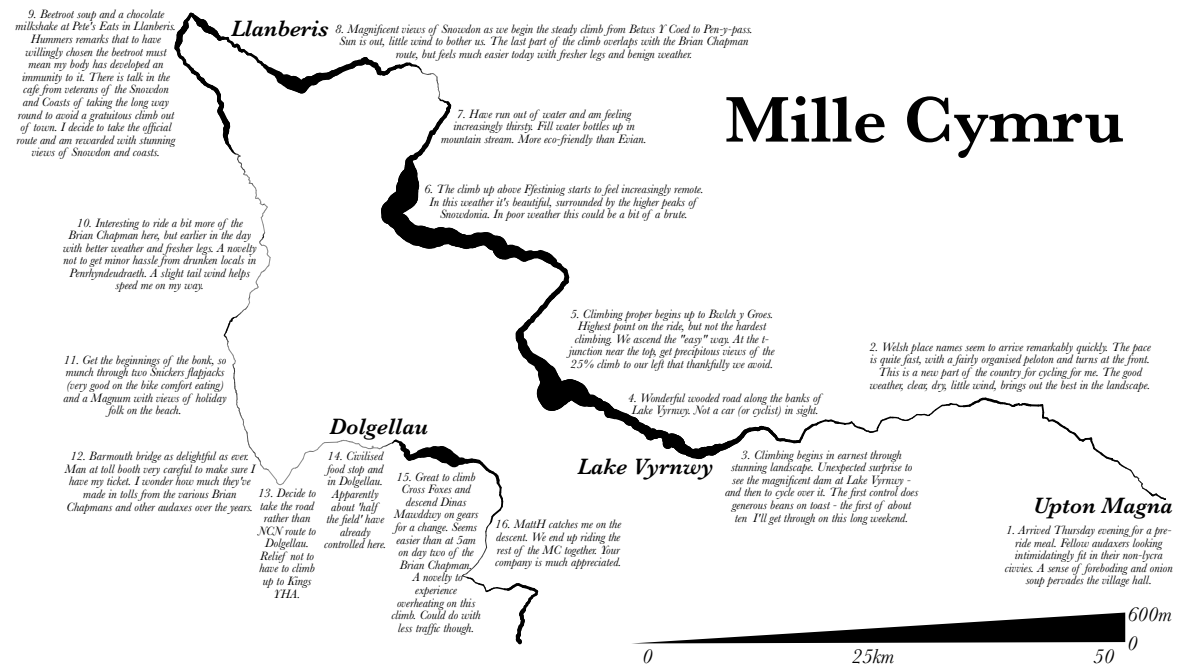 Mille Cymru
Upton Magna
1. Arrived Thursday evening for a pre-
ride meal. Fellow audaxers looking
intimidatingly fit in their non-lycra
civvies. A sense of foreboding and onion
soup pervades the village hall.
2. Welsh place names seem to arrive remarkably quickly. The pace
is quite fast, with a fairly organised peloton and turns at the front.
This is a new part of the country for cycling for me. The good
weather, clear, dry, little wind, brings out the best in the landscape.
3. Climbing begins in earnest through
stunning landscape. Unexpected surprise to
see the magnificent dam at Lake Vyrnwy -
and then to cycle over it. The first control does
generous beans on toast - the first of about
ten I'll get through on this long weekend.
Lake Vyrnwy
4. Wonderful wooded road along the banks of
Lake Vyrnwy. Not a car (or cyclist) in sight.
5. Climbing proper begins up to Bwlch y Groes.
Highest point on the ride, but not the hardest
climbing. We ascend the "easy" way. At the t-
junction near the top, get precipitous views of the
25% climb to our left that thankfully we avoid.
6. The climb up above Ffestiniog starts to feel increasingly remote.
In this weather it's beautiful, surrounded by the higher peaks of
Snowdonia. In poor weather this could be a bit of a brute.
7. Have run out of water and am feeling
increasingly thirsty. Fill water bottles up in
mountain stream. More eco-friendly than Evian.
8. Magnificent views of Snowdon as we begin the steady climb from Betws Y Coed to Pen-y-pass.
Sun is out, little wind to bother us. The last part of the climb overlaps with the Brian Chapman
route, but feels much easier today with fresher legs and benign weather.
Llanberis
9. Beetroot soup and a chocolate
milkshake at Pete's Eats in Llanberis.
Hummers remarks that to have
willingly chosen the beetroot must
mean my body has developed an
immunity to it. There is talk in the
cafe from veterans of the Snowdon
and Coasts of taking the long way
round to avoid a gratuitous climb out
of town. I decide to take the official
route and am rewarded with stunning
views of Snowdon and coasts.
10. Interesting to ride a bit more of the
Brian Chapman here, but earlier in the day
with better weather and fresher legs. A novelty
not to get minor hassle from drunken locals in
Penrhyndeudraeth. A slight tail wind helps
speed me on my way.
11. Get the beginnings of the bonk, so
munch through two Snickers flapjacks
(very good on the bike comfort eating)
and a Magnum with views of holiday
folk on the beach.
12. Barmouth bridge as delightful as ever.
Man at toll booth very careful to make sure I
have my ticket. I wonder how much they've
made in tolls from the various Brian
Chapmans and other audaxes over the years.
13. Decide to
take the road
rather than
NCN route to
Dolgellau.
Relief not to
have to climb
up to Kings
YHA.
Dolgellau
14. Civilised
food stop and
in Dolgellau.
Apparently
about 'half
the field' have
already
controlled here.
15. Great to climb
Cross Foxes and
descend Dinas
Mawddwy on gears
for a change. Seems
easier than at 5am
on day two of the
Brian Chapman.
A novelty to
experience
overheating on this
climb. Could do with
less traffic though.
16. MattH catches me on the
descent. We end up riding the
rest of the MC together. Your
company is much appreciated.
600m
0
0
25km
50